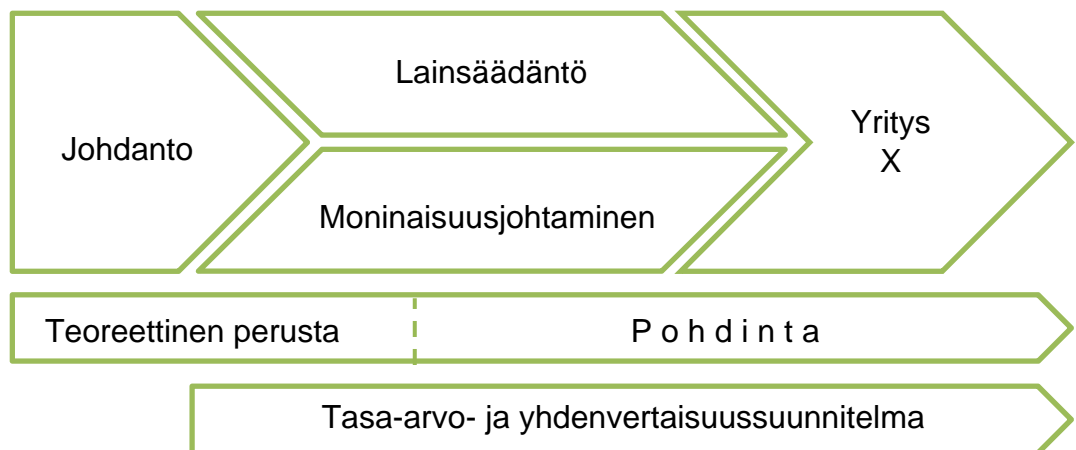 Lainsäädäntö
Johdanto
Yritys
X
Moninaisuusjohtaminen
Teoreettinen perusta
P o h d i n t a
Tasa-arvo- ja yhdenvertaisuussuunnitelma